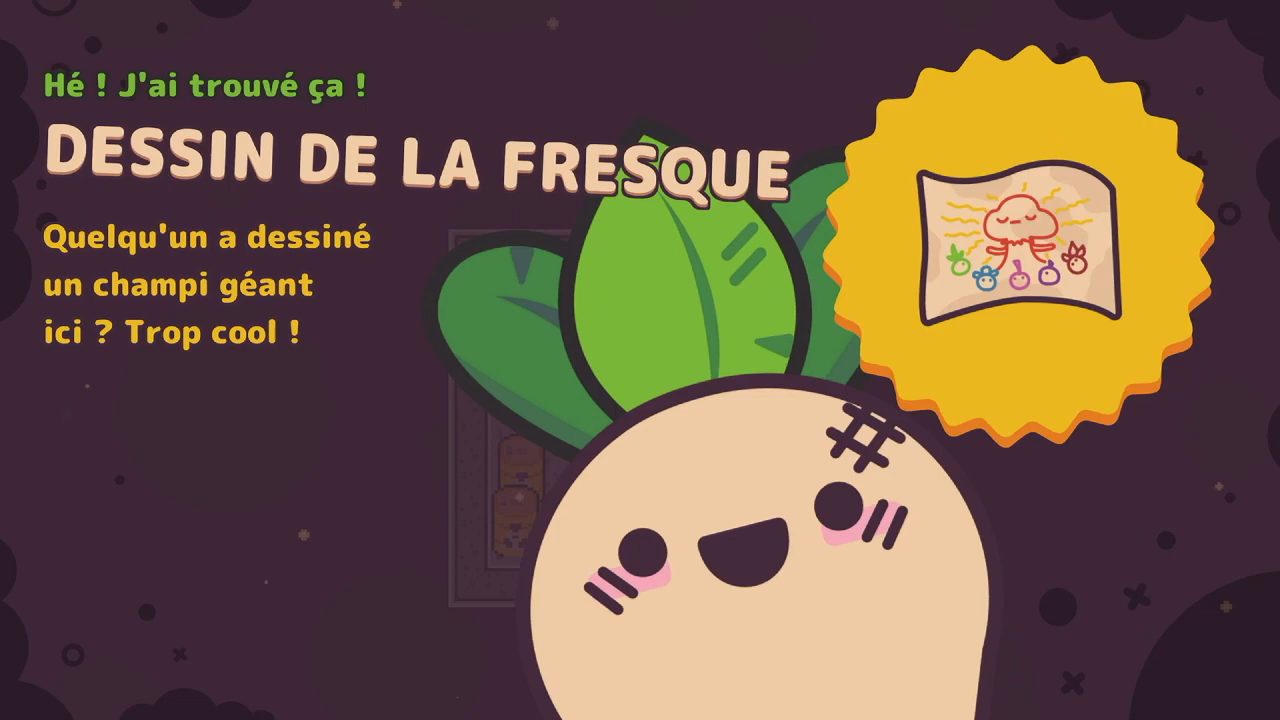 Hé ! J'ai trouvé ça !
DESSIN DE LA FRESQUE
Quelqu'un a dessiné
un champi géant
ici ? Trop cool !